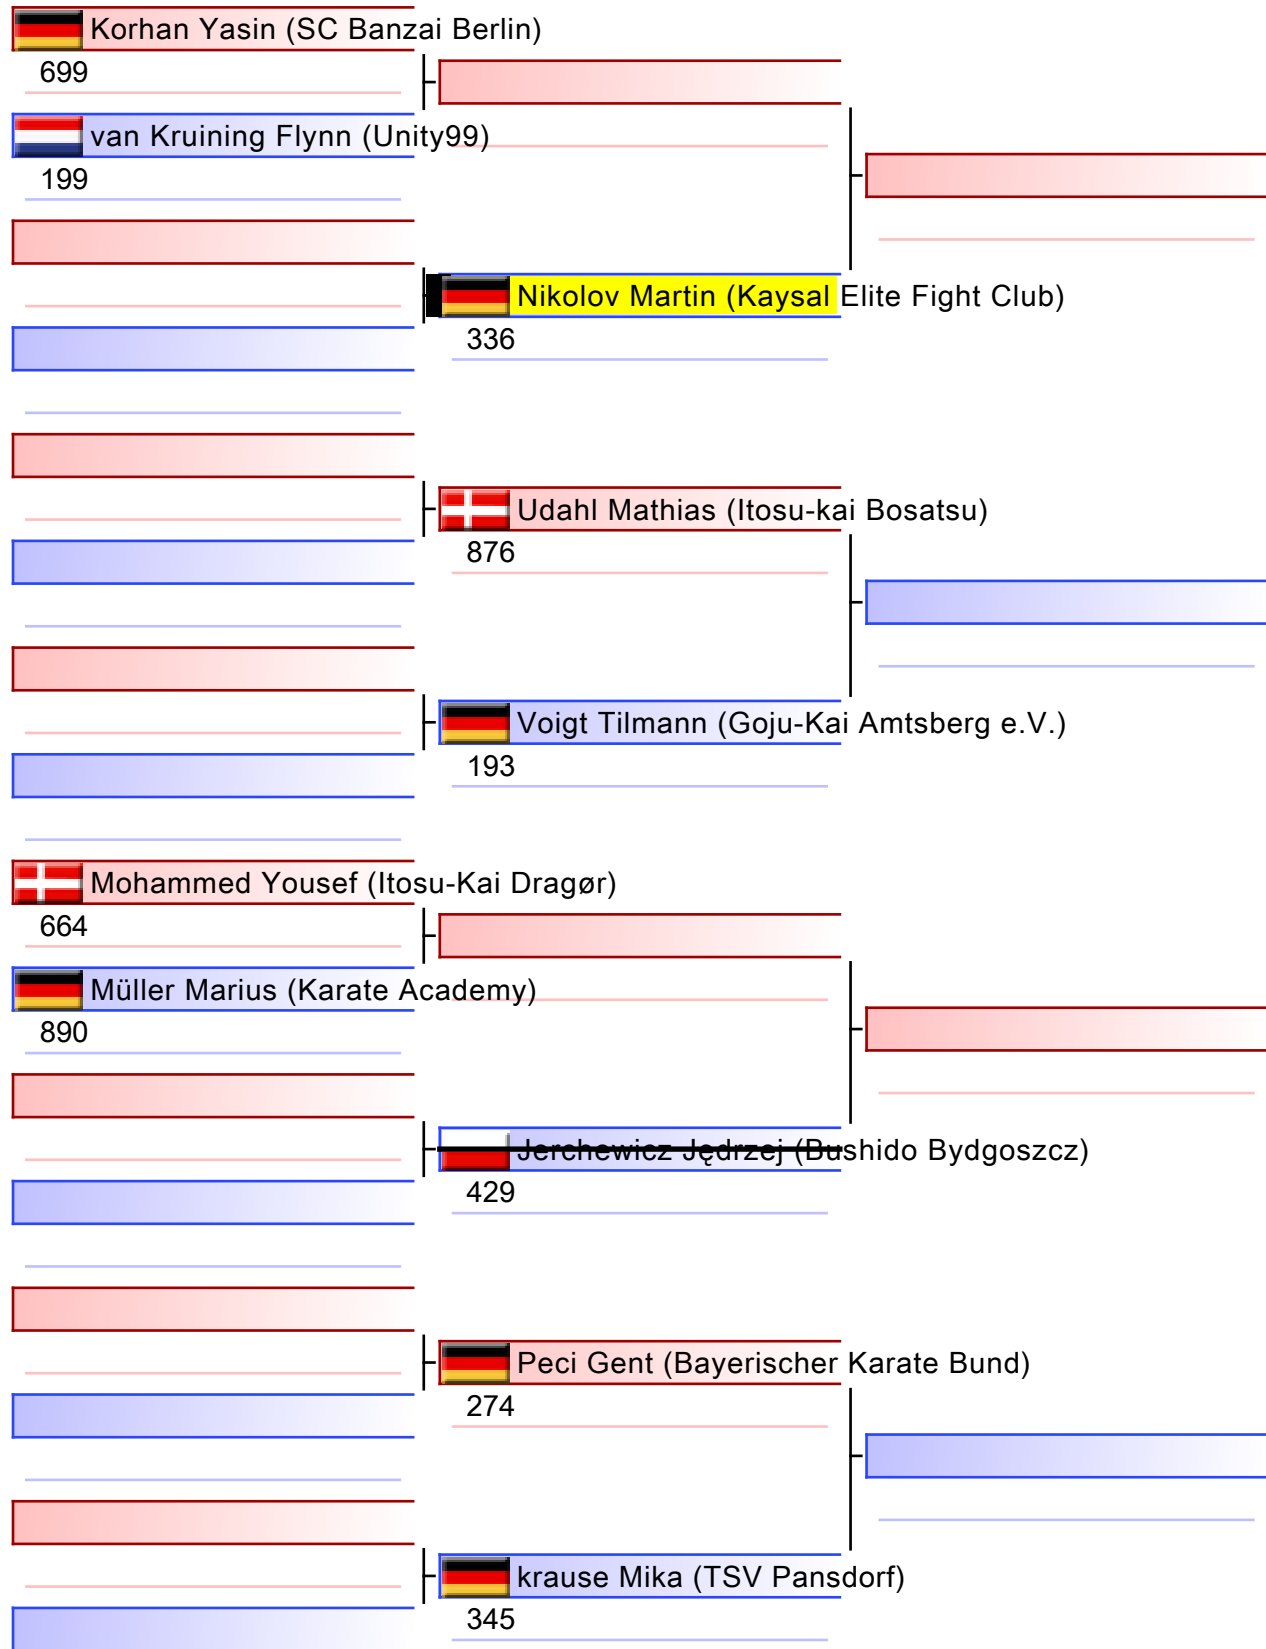 Korhan Yasin (SC Banzai Berlin)
699
van Kruining Flynn (Unity99)
199
Nikolov Martin (Kaysal Elite Fight Club)
336
Udahl Mathias (Itosu-kai Bosatsu)
876
Voigt Tilmann (Goju-Kai Amtsberg e.V.)
193
Mohammed Yousef (Itosu-Kai Dragør)
664
Müller Marius (Karate Academy)
890
Jerchewicz Jędrzej (Bushido Bydgoszcz)
429
Peci Gent (Bayerischer Karate Bund)
274
krause Mika (TSV Pansdorf)
345